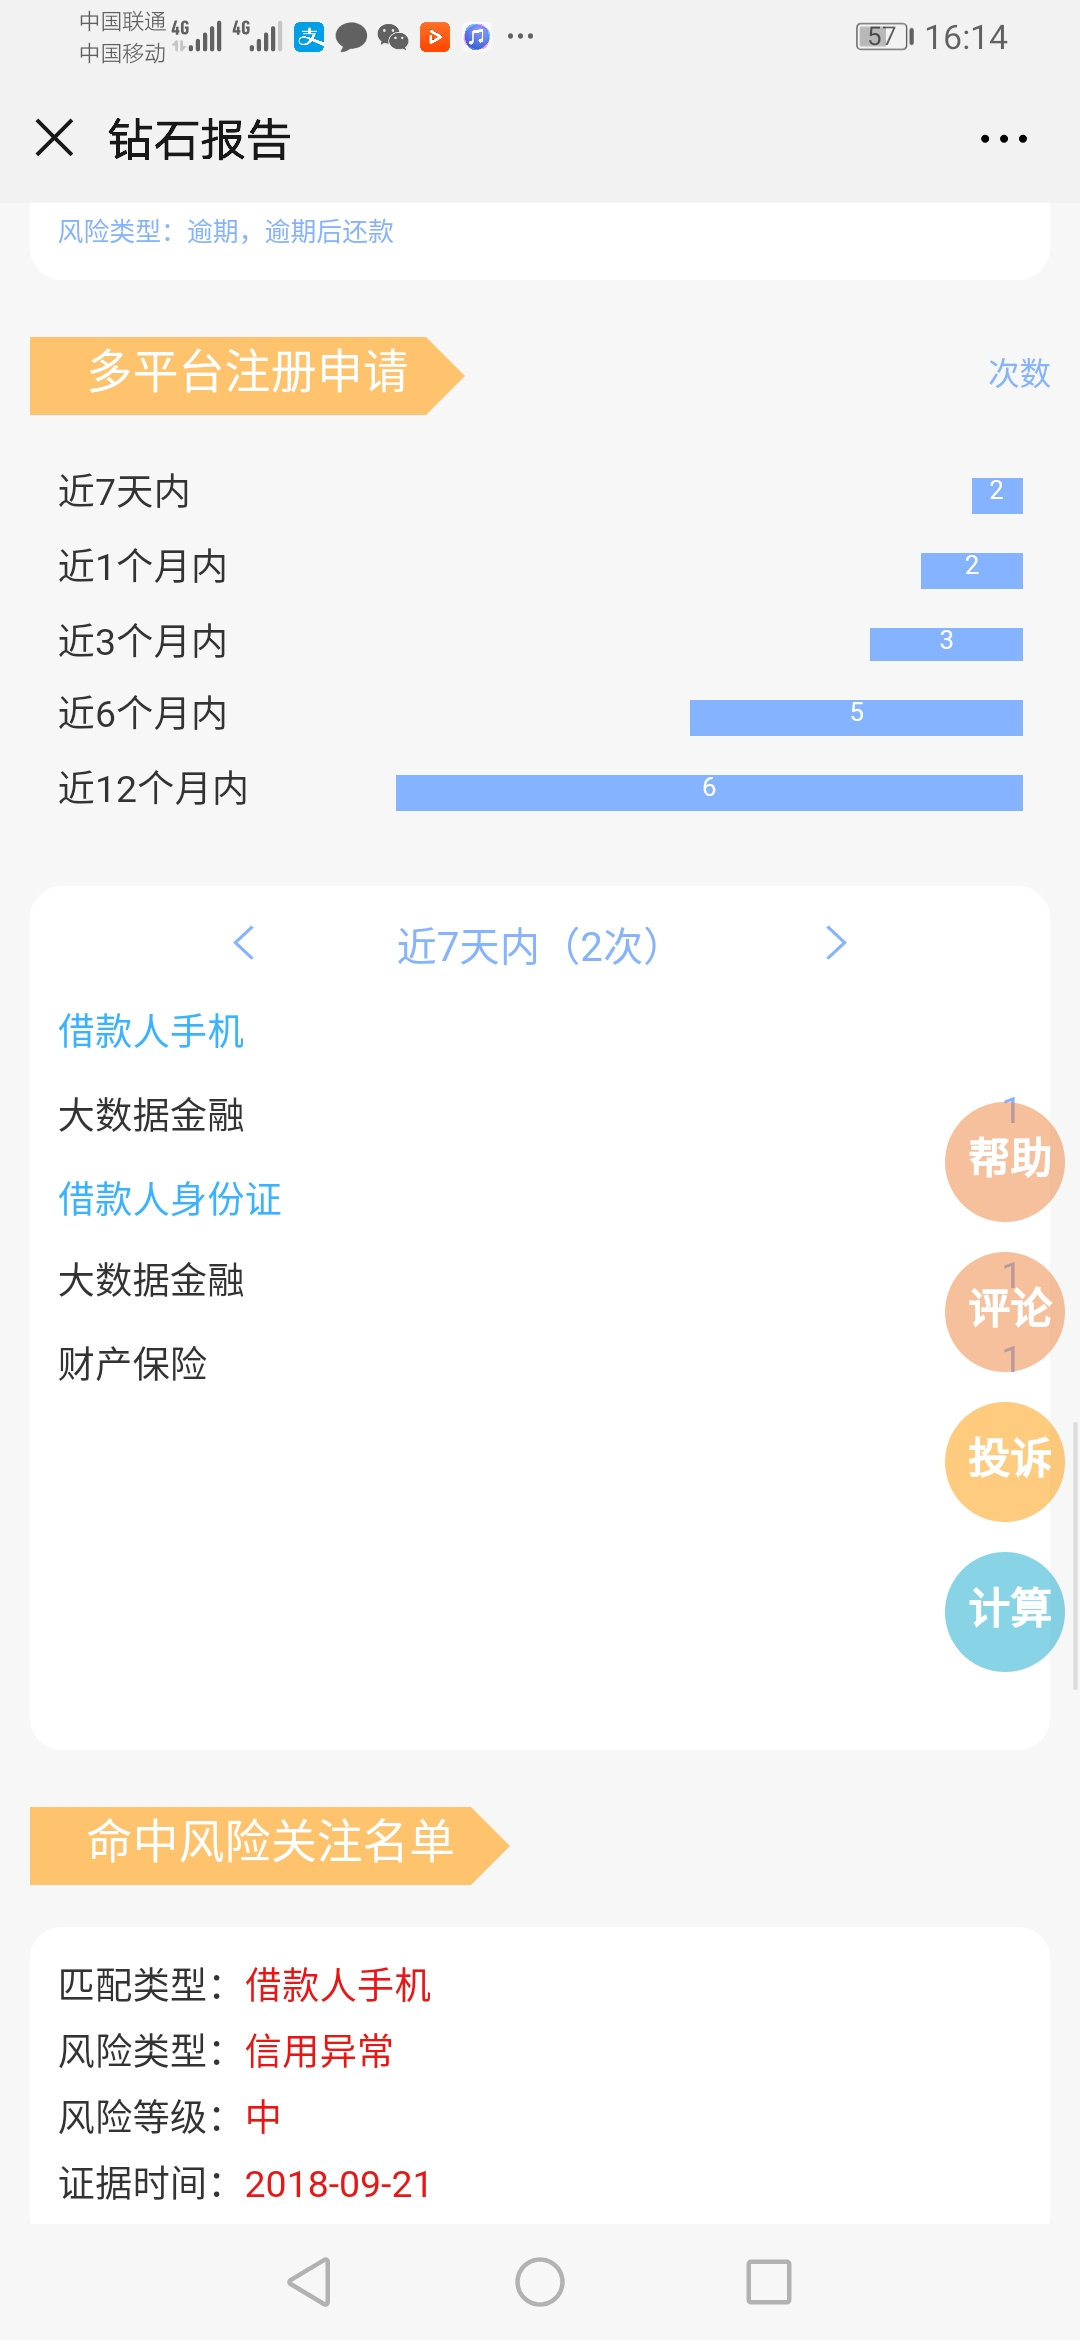 中国联通 4G 4G 57 16:14
中国移动
钻石报告
风险类型：逾期，逾期后还款
多平台注册申请 次数
近7天内 2
近1个月内 2
近3个月内 3
近6个月内 5
近12个月内 6
近7天内（2次）
借款人手机
大数据金融 1
帮助
借款人身份证
大数据金融 1
评论
财产保险 1
投诉
计算
命中风险关注名单
匹配类型：借款人手机
风险类型：信用异常
风险等级：中
证据时间：2018-09-21